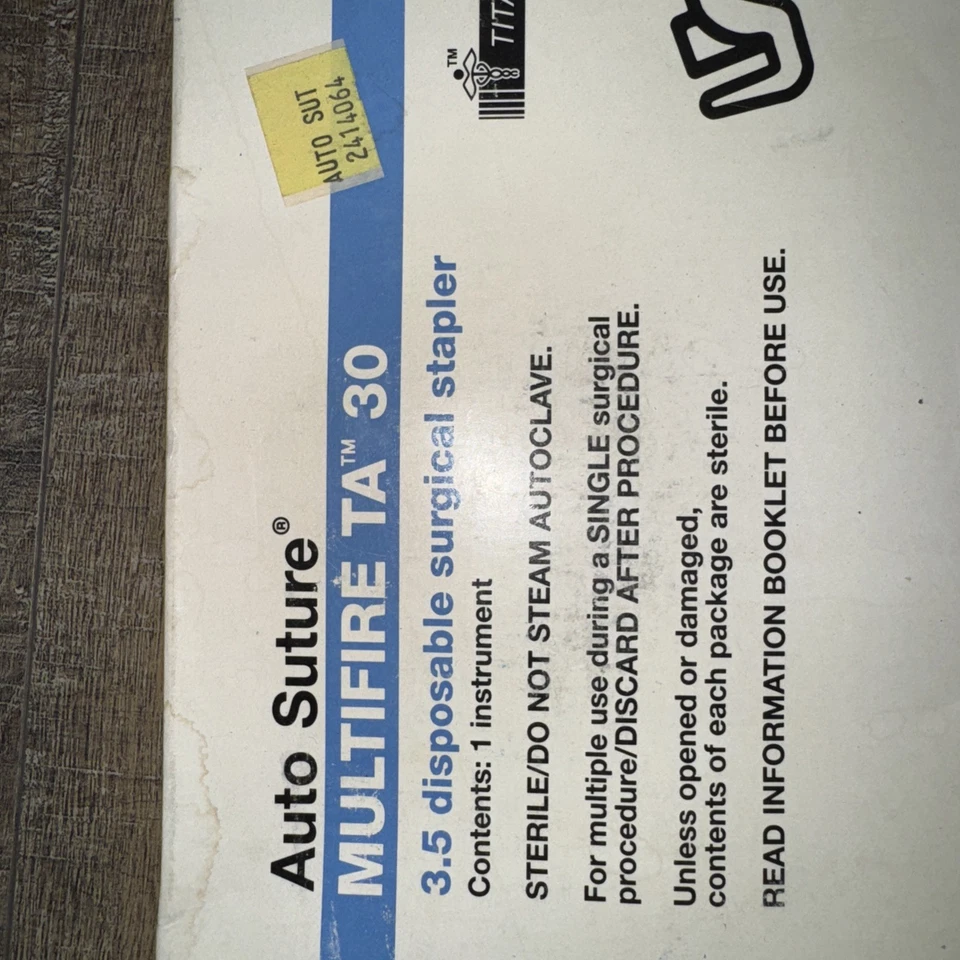 AUTO SUT
2414064
Auto Suture®
MULTIFIRE TA™ 30
3.5 disposable surgical stapler
Contents: 1 instrument
™
STERILE/DO NOT STEAM AUTOCLAVE.
For multiple use during a SINGLE surgical
procedure/DISCARD AFTER PROCEDURE.
Unless opened or damaged,
contents of each package are sterile.
READ INFORMATION BOOKLET BEFORE USE.